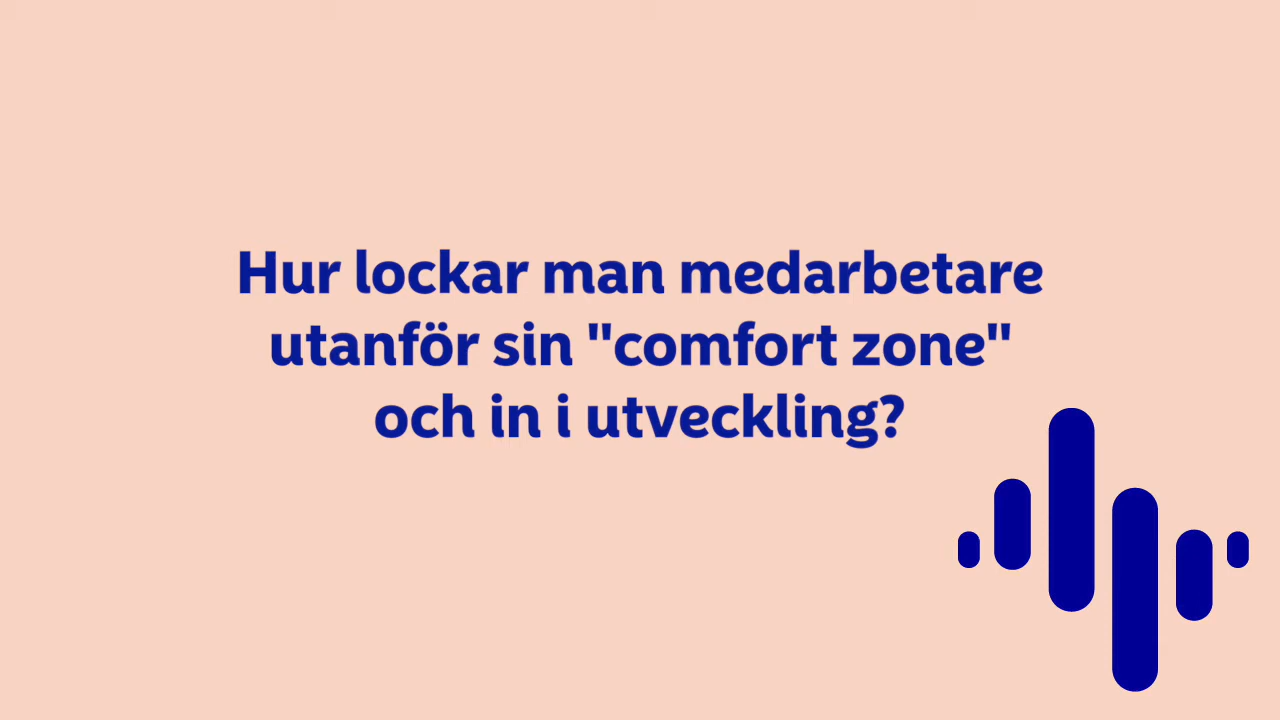 Hur lockar man medarbetare
utanför sin "comfort zone"
och in i utveckling?